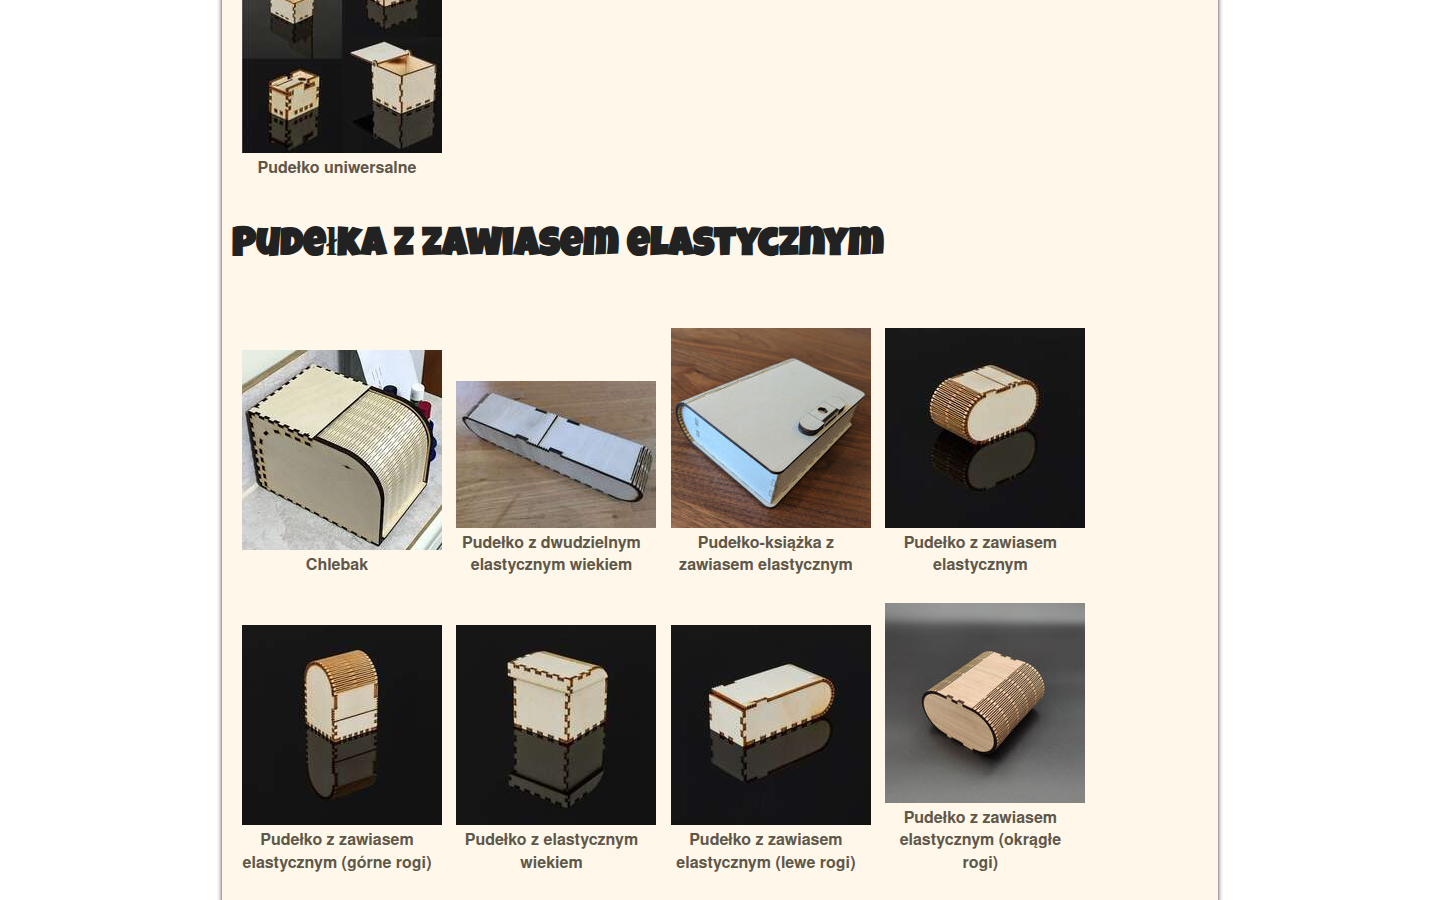 Pudełko uniwersalne
Pudełka z zawiasem elastycznym
Chlebak
Pudełko z dwudzielnym
elastycznym wiekiem
Pudełko-książka z
zawiasem elastycznym
Pudełko z zawiasem
elastycznym
Pudełko z zawiasem
elastycznym (górne rogi)
Pudełko z elastycznym
wiekiem
Pudełko z zawiasem
elastycznym (lewe rogi)
Pudełko z zawiasem
elastycznym (okrągłe
rogi)